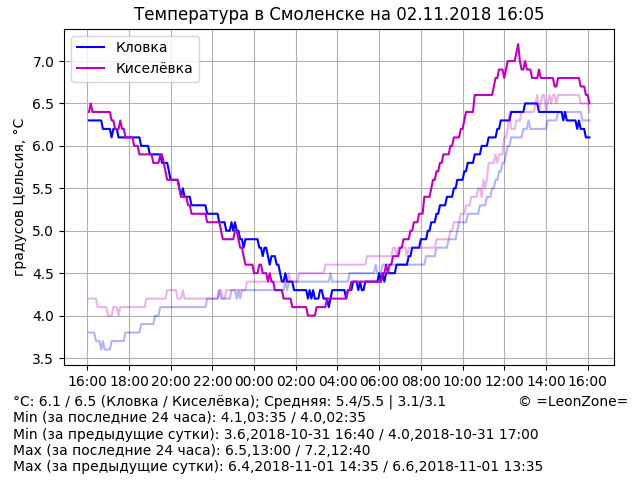 Температура в Смоленске на 02.11.2018 16:05
Кловка
Киселёвка
градусов Цельсия, °C
7.0
6.5
6.0
5.5
5.0
4.5
4.0
3.5
16:00 18:00 20:00 22:00 00:00 02:00 04:00 06:00 08:00 10:00 12:00 14:00 16:00
°C: 6.1 / 6.5 (Кловка / Киселёвка); Средняя: 5.4/5.5 | 3.1/3.1 © =LeonZone=
Min (за последние 24 часа): 4.1,03:35 / 4.0,02:35
Min (за предыдущие сутки): 3.6,2018-10-31 16:40 / 4.0,2018-10-31 17:00
Max (за последние 24 часа): 6.5,13:00 / 7.2,12:40
Max (за предыдущие сутки): 6.4,2018-11-01 14:35 / 6.6,2018-11-01 13:35